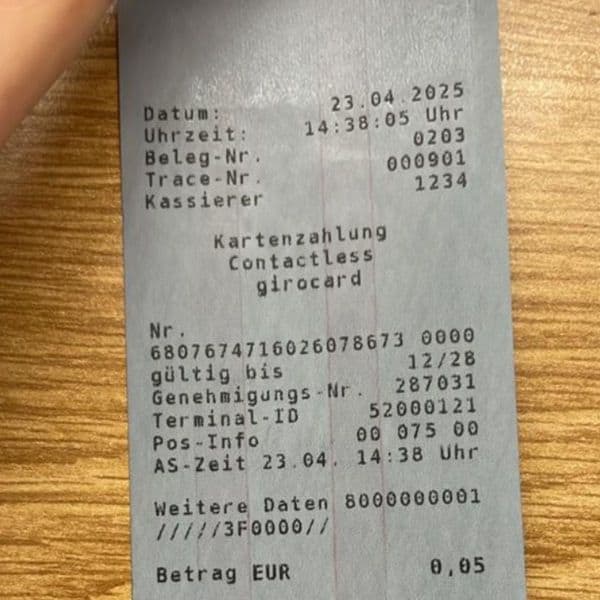 Datum: 23.04.2025
Uhrzeit: 14:38:05 Uhr
Beleg-Nr. 0203
Trace-Nr. 000901
Kassierer 1234
Kartenzahlung
Contactless
girocard
Nr.
6807674716026078673 0000
gültig bis 12/28
Genehmigungs-Nr. 287031
Terminal-ID 52000121
Pos-Info 00 075 00
AS-Zeit 23.04. 14:38 Uhr
Weitere Daten 8000000001
/////3F0000//
Betrag EUR 0,05